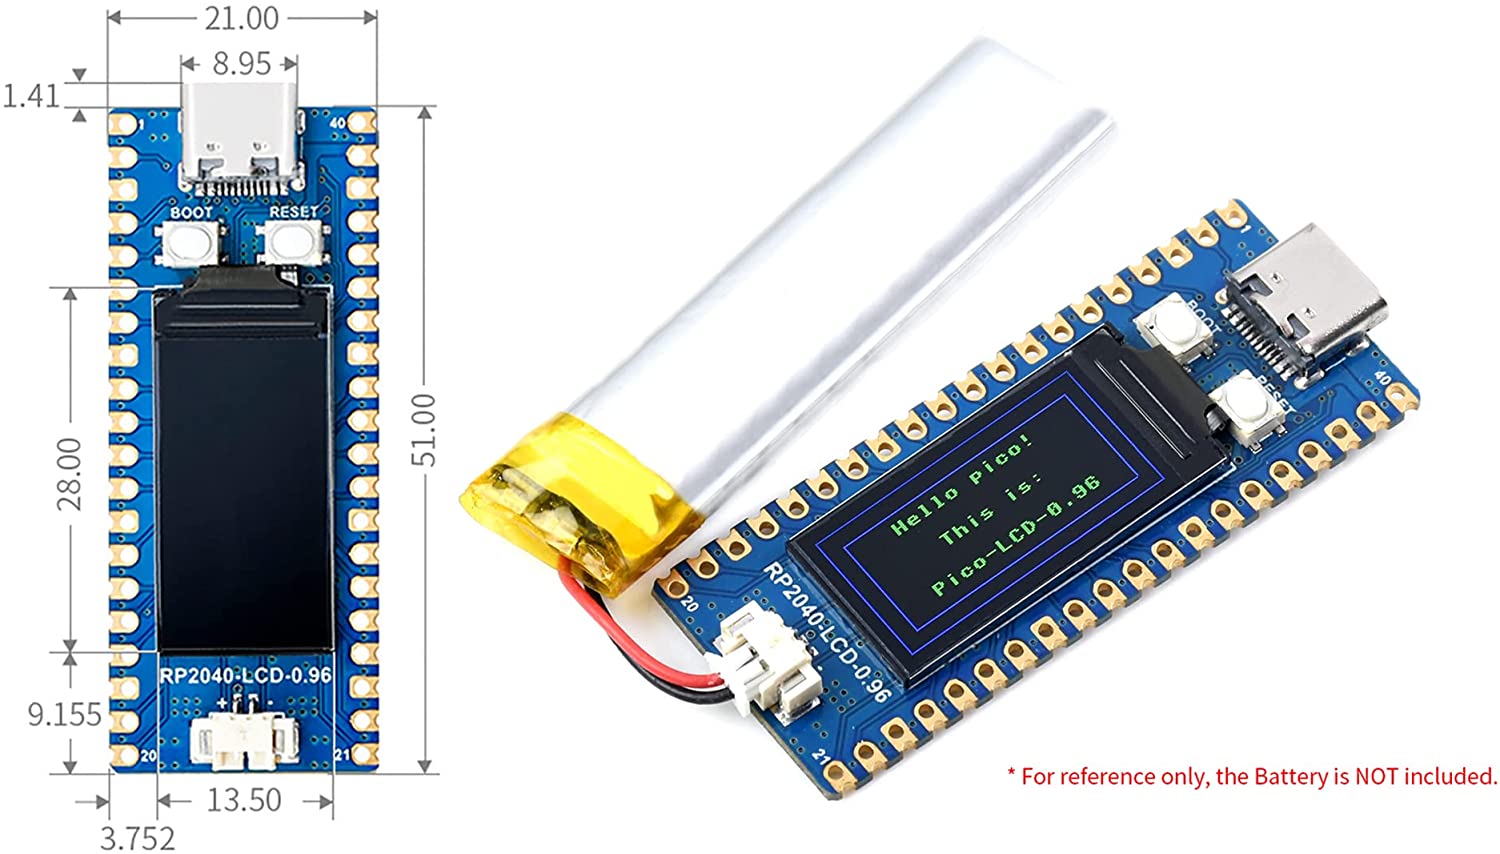 21.00
8.95
1.41
1
40
BOOT
RESET
28.00
51.00
RP2040-LCD-0.96
+ -
9.155
20
21
13.50
3.752
1
BOOT
RESET
40
Hello pico!
This is:
Pico-LCD-0.96
20
RP2040-LCD-0.96
-
21
* For reference only, the Battery is NOT included.